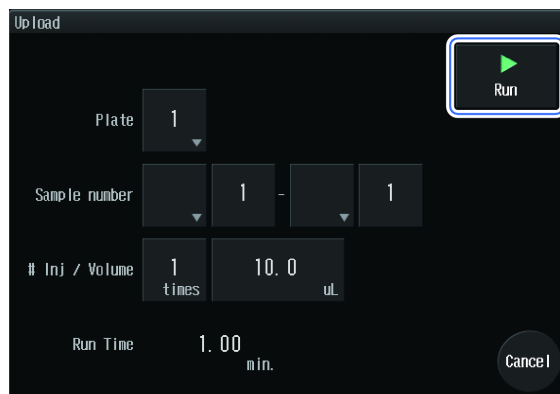 Upload
Run
Plate 1
Sample number 1 - 1
# Inj / Volume 1 times 10.0 uL
Run Time 1.00 min.
Cancel